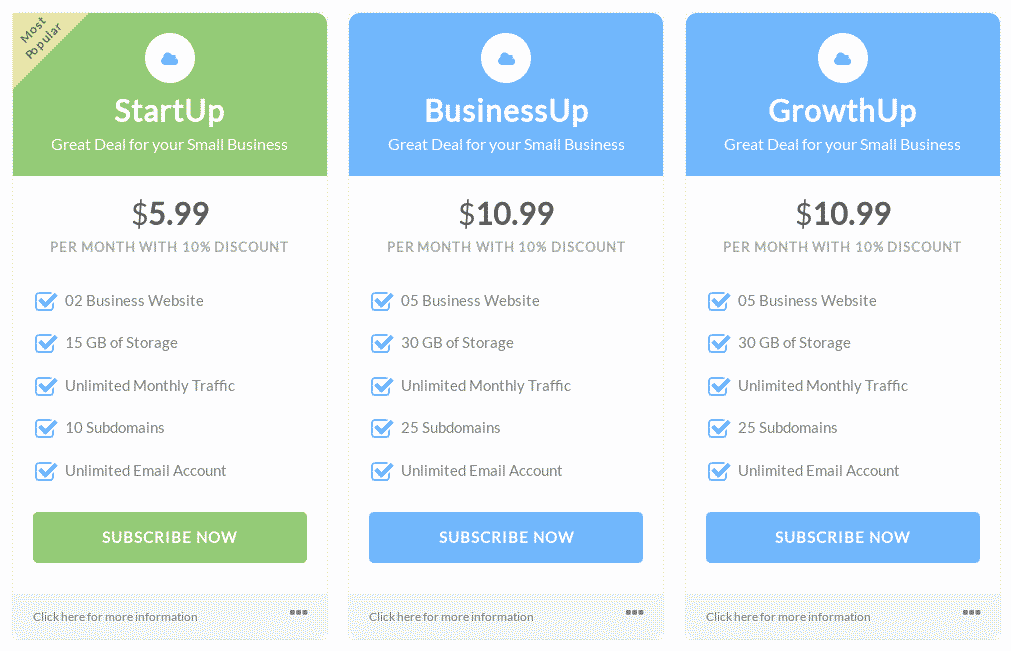 Most
Popular
StartUp
Great Deal for your Small Business
$5.99
PER MONTH WITH 10% DISCOUNT
02 Business Website
15 GB of Storage
Unlimited Monthly Traffic
10 Subdomains
Unlimited Email Account
SUBSCRIBE NOW
Click here for more information
BusinessUp
Great Deal for your Small Business
$10.99
PER MONTH WITH 10% DISCOUNT
05 Business Website
30 GB of Storage
Unlimited Monthly Traffic
25 Subdomains
Unlimited Email Account
SUBSCRIBE NOW
Click here for more information
GrowthUp
Great Deal for your Small Business
$10.99
PER MONTH WITH 10% DISCOUNT
05 Business Website
30 GB of Storage
Unlimited Monthly Traffic
25 Subdomains
Unlimited Email Account
SUBSCRIBE NOW
Click here for more information